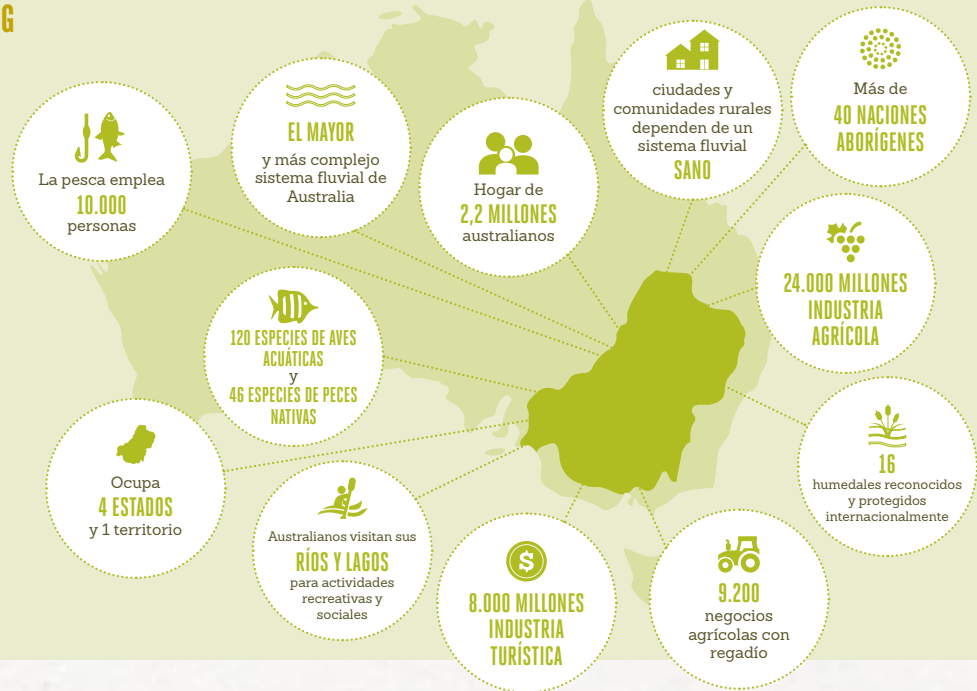 G
La pesca emplea
10.000
personas
EL MAYOR
y más complejo
sistema fluvial de
Australia
Hogar de
2,2 MILLONES
australianos
ciudades y
comunidades rurales
dependen de un
sistema fluvial
SANO
Más de
40 NACIONES
ABORÍGENES
24.000 MILLONES
INDUSTRIA
AGRÍCOLA
120 ESPECIES DE AVES
ACUÁTICAS
y
46 ESPECIES DE PECES
NATIVAS
Ocupa
4 ESTADOS
y 1 territorio
Australianos visitan sus
RÍOS Y LAGOS
para actividades
recreativas y
sociales
$
8.000 MILLONES
INDUSTRIA
TURÍSTICA
9.200
negocios
agrícolas con
regadío
16
humedales reconocidos
y protegidos
internacionalmente